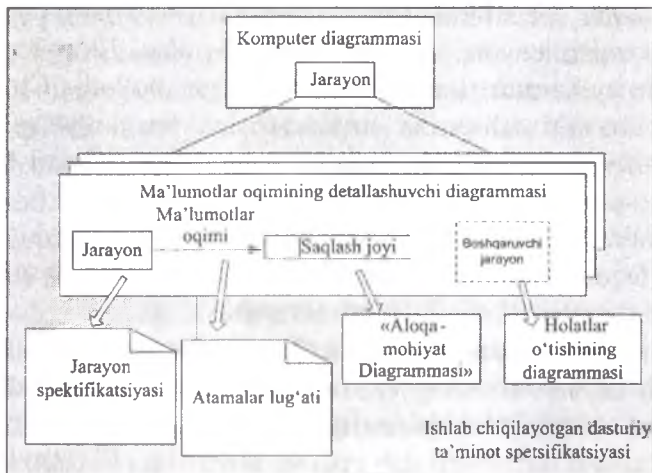 Komputer diagrammasi
Jarayon
Ma'lumotlar oqimining detallashuvchi diagrammasi
Ma'lumotlar
oqimi
Jarayon
Saqlash joyi
Boshqaruvchi
jarayon
Jarayon
spektifikatsiyasi
Atamalar lug‘ati
«Aloqa-
mohiyat
Diagrammasi»
Holatlar
o‘tishining
diagrammasi
Ishlab chiqilayotgan dasturiy
ta’minot spetsifikatsiyasi